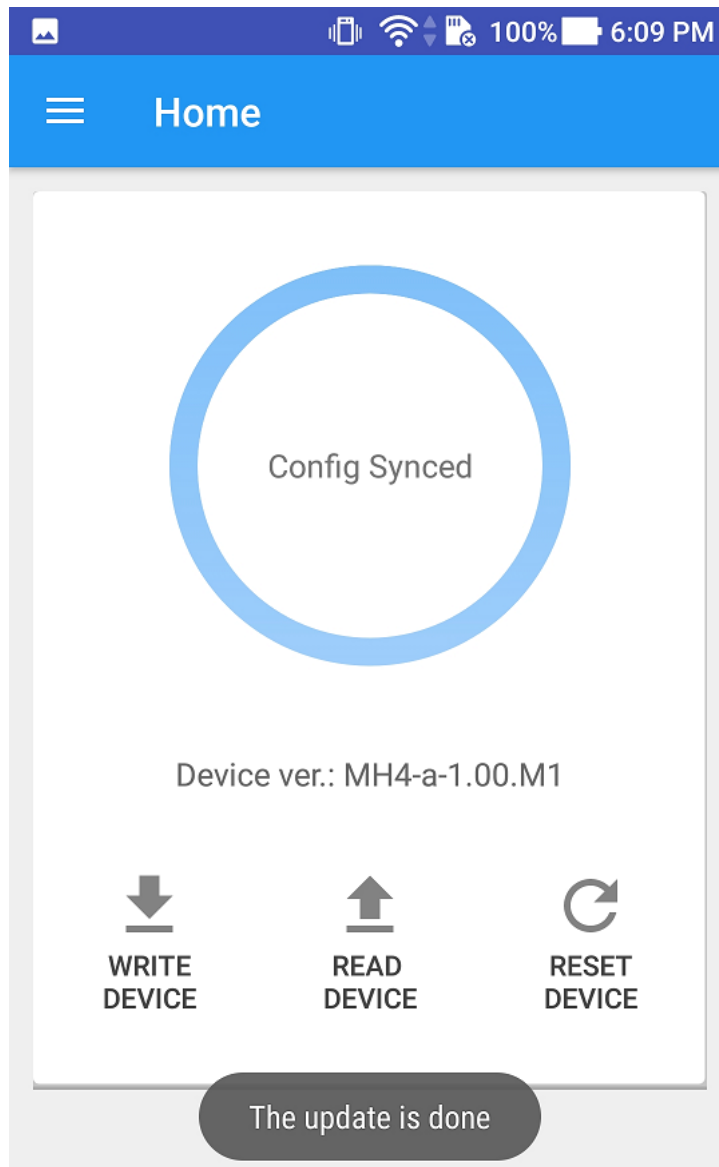 100% 6:09 PM
Home
Config Synced
Device ver.: MH4-a-1.00.M1
WRITE
DEVICE
READ
DEVICE
RESET
DEVICE
The update is done